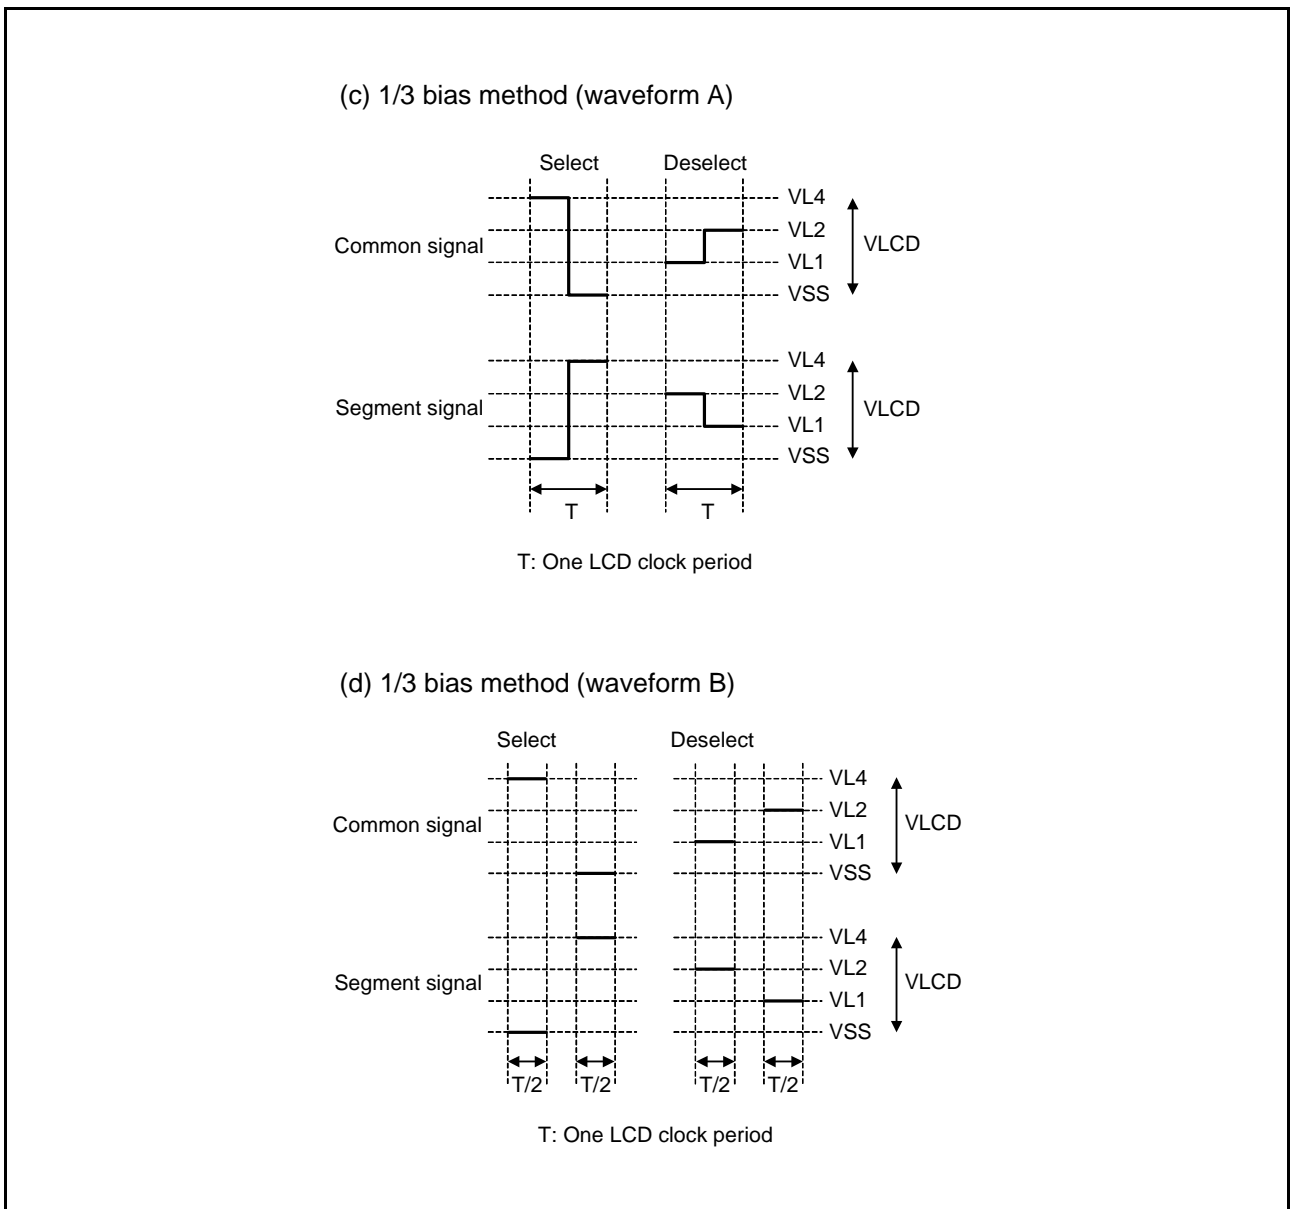 (c) 1/3 bias method (waveform A)
Select Deselect
VL4
VL2
Common signal VLCD
VL1
VSS
VL4
VL2
Segment signal VLCD
VL1
VSS
T T
T: One LCD clock period
(d) 1/3 bias method (waveform B)
Select Deselect
VL4
VL2
Common signal VLCD
VL1
VSS
VL4
VL2
Segment signal VLCD
VL1
VSS
T/2 T/2 T/2 T/2
T: One LCD clock period